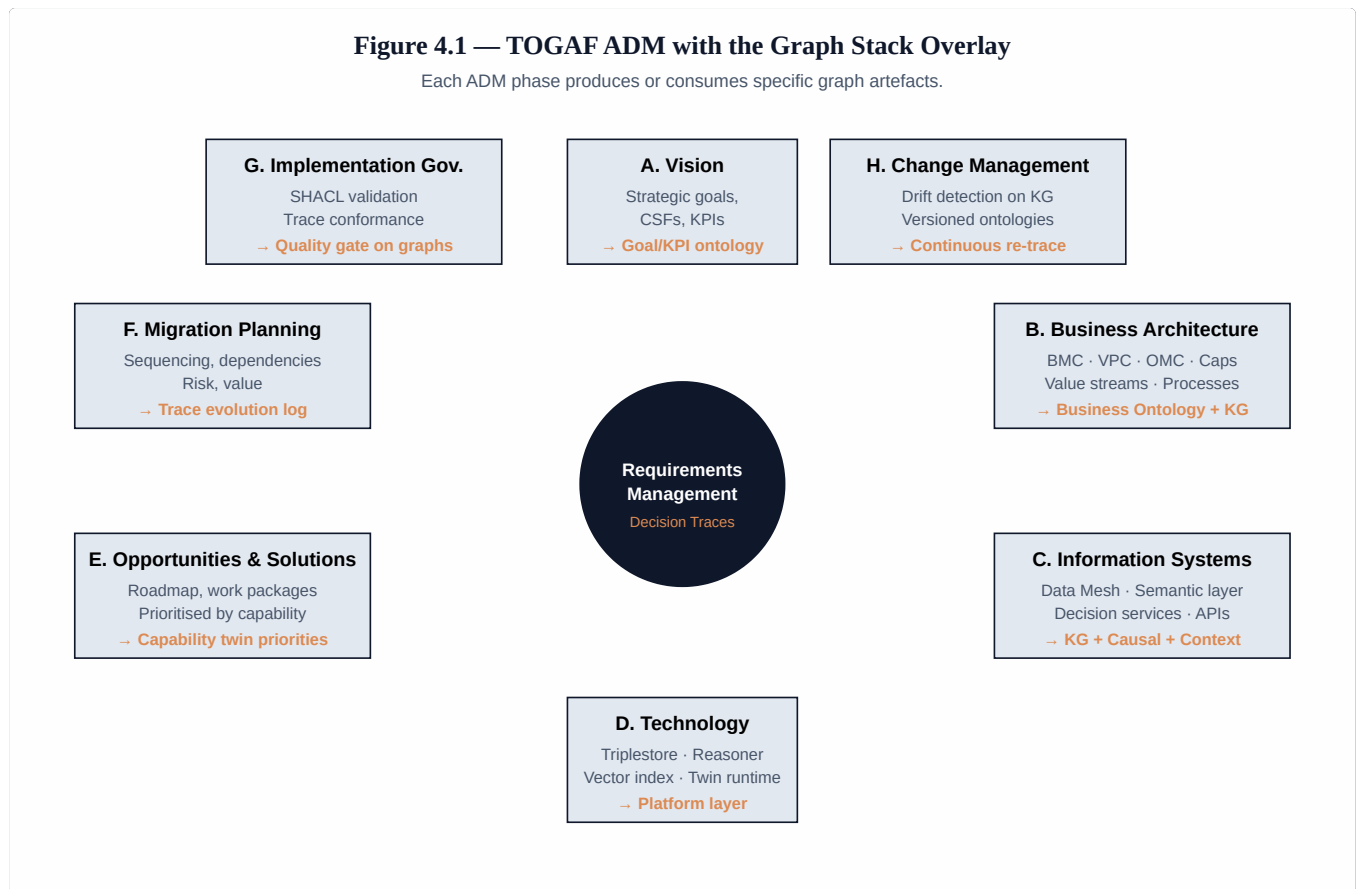 Figure 4.1 — TOGAF ADM with the Graph Stack Overlay
Each ADM phase produces or consumes specific graph artefacts.
G. Implementation Gov.
SHACL validation
Trace conformance
→ Quality gate on graphs
A. Vision
Strategic goals,
CSFs, KPIs
→ Goal/KPI ontology
H. Change Management
Drift detection on KG
Versioned ontologies
→ Continuous re-trace
F. Migration Planning
Sequencing, dependencies
Risk, value
→ Trace evolution log
B. Business Architecture
BMC · VPC · OMC · Caps
Value streams · Processes
→ Business Ontology + KG
Requirements
Management
Decision Traces
E. Opportunities & Solutions
Roadmap, work packages
Prioritised by capability
→ Capability twin priorities
C. Information Systems
Data Mesh · Semantic layer
Decision services · APIs
→ KG + Causal + Context
D. Technology
Triplestore · Reasoner
Vector index · Twin runtime
→ Platform layer